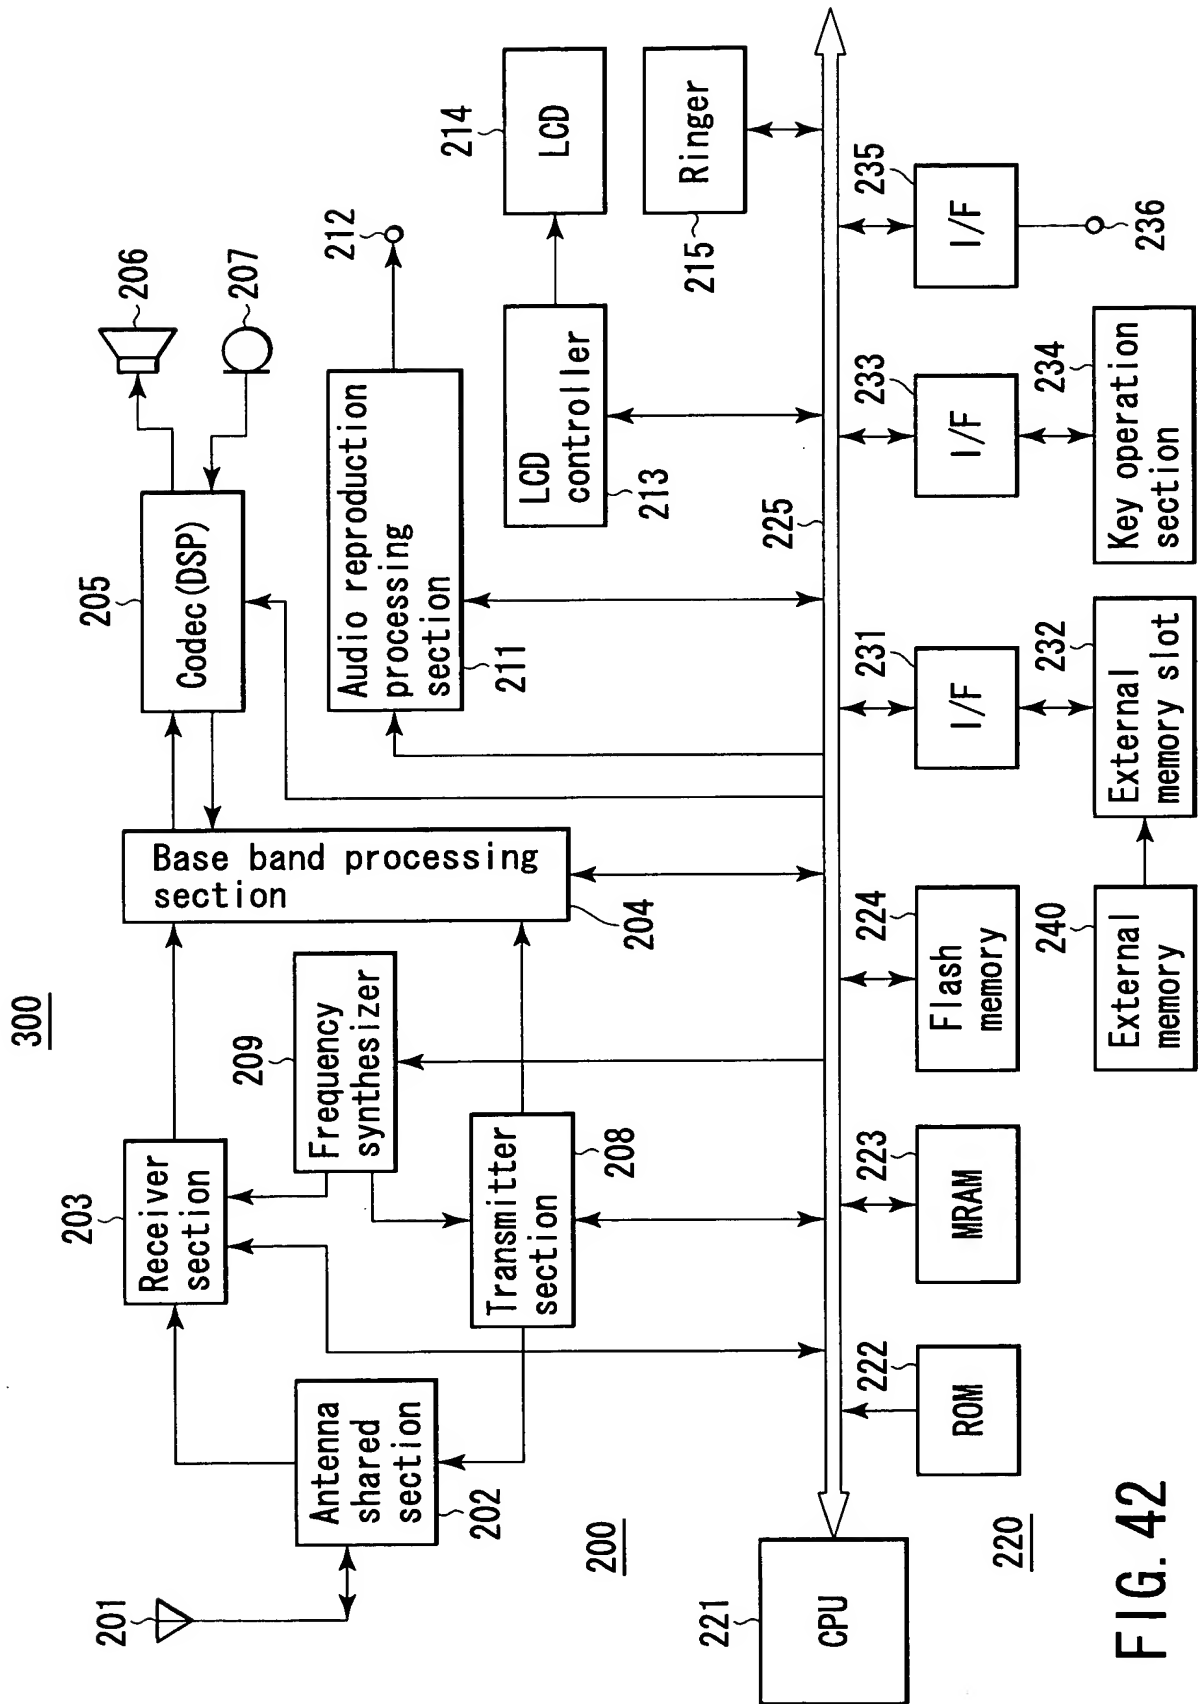 300
201
Antenna
shared
section
202
203
Receiver
section
209
Frequency
synthesizer
Transmitter
section
208
Base band processing
section
204
205
Codec(DSP)
206
207
Audio reproduction
processing
section
211
212
LCD
controller
213
214
LCD
Ringer
215
200
225
221
CPU
220
222
ROM
223
MRAM
224
Flash
memory
231
I/F
233
I/F
235
I/F
236
240
External
memory
232
External
memory slot
234
Key operation
section
FIG. 42